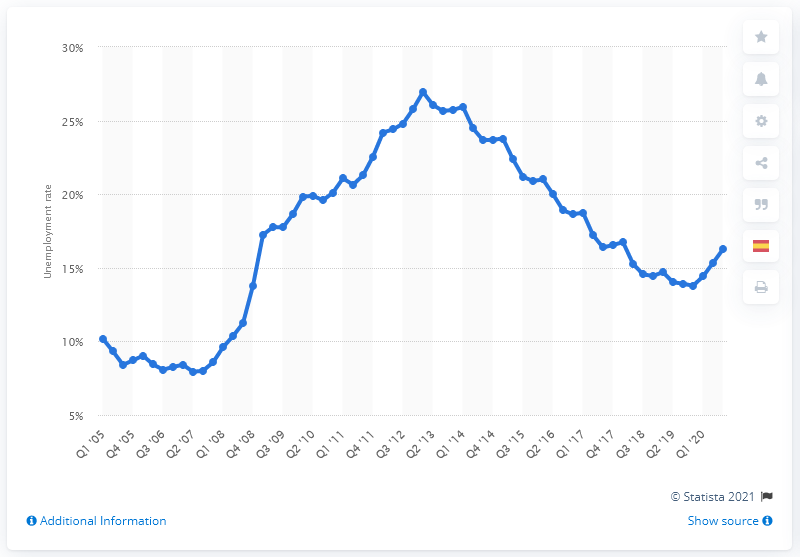 30%
25%
20%
15%
10%
5%
Unemployment rate
Q1 '05
Q4 '05
Q3 '06
Q2 '07
Q1 '08
Q4 '08
Q3 '09
Q2 '10
Q1 '11
Q4 '11
Q3 '12
Q2 '13
Q1 '14
Q4 '14
Q3 '15
Q2 '16
Q1 '17
Q4 '17
Q3 '18
Q2 '19
Q1 '20
© Statista 2021
Additional Information
Show source